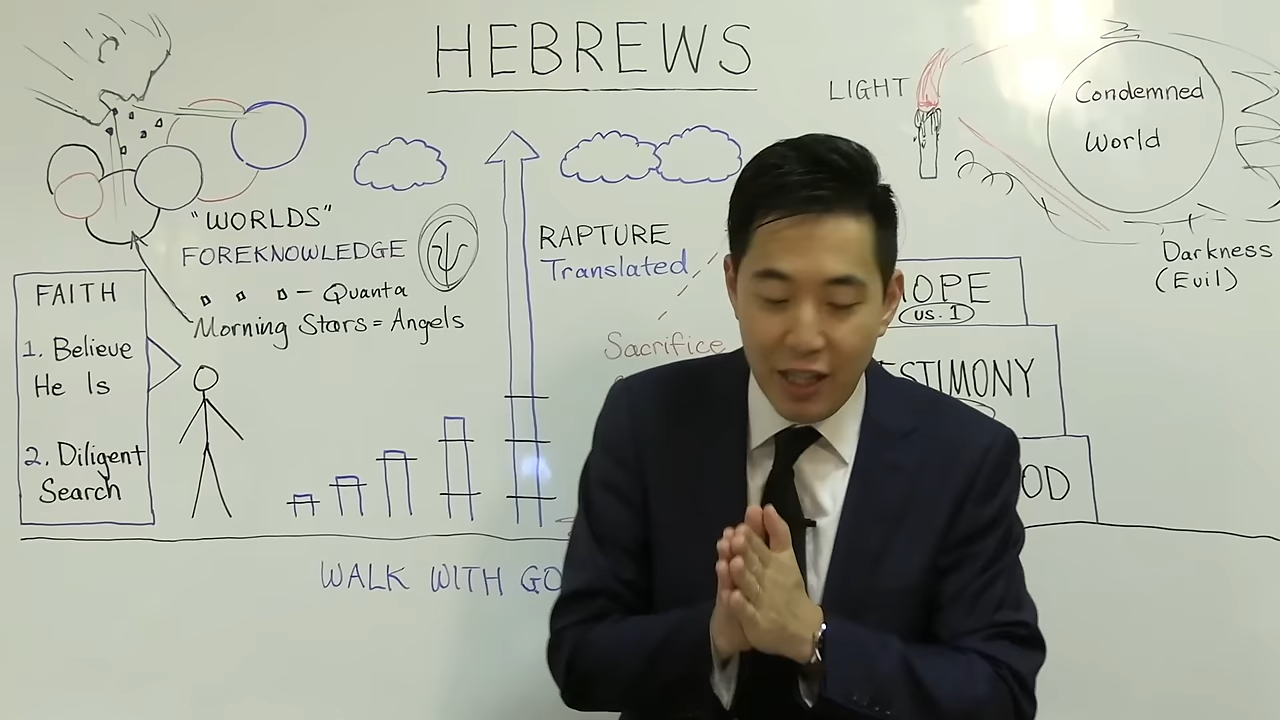 HEBREWS
LIGHT
Condemned
World
Darkness
(Evil)
"WORLDS"
FOREKNOWLEDGE
Ψ
— Quanta
Morning Stars = Angels
FAITH
1. Believe
He Is
2. Diligent
Search
RAPTURE
Translated
Sacrifice
OPE
vs. 1
ESTIMONY
OD
WALK WITH GO